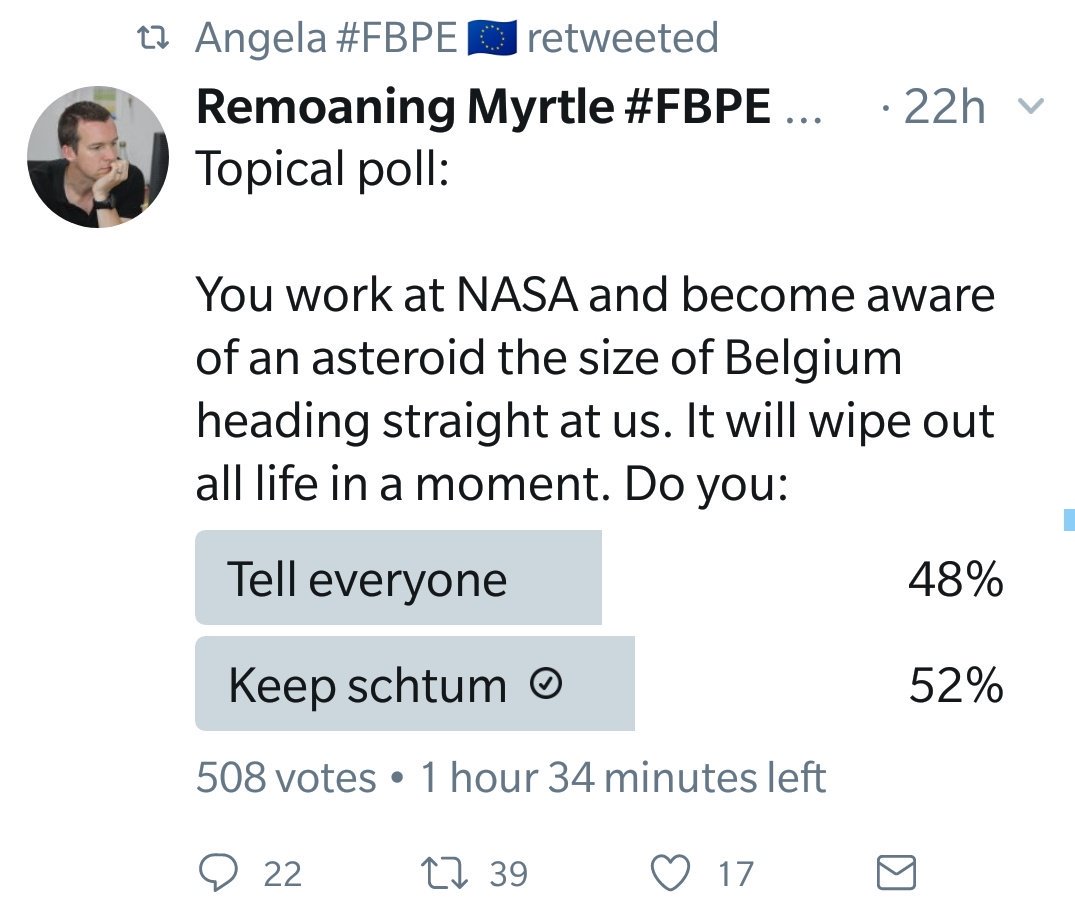 Angela #FBPE 🇪🇺 retweeted
Remoaning Myrtle #FBPE ... · 22h
Topical poll:
You work at NASA and become aware
of an asteroid the size of Belgium
heading straight at us. It will wipe out
all life in a moment. Do you:
Tell everyone 48%
Keep schtum 52%
508 votes • 1 hour 34 minutes left
22 39 17